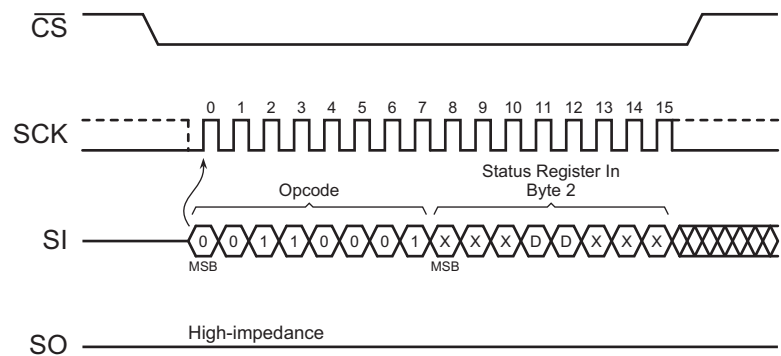 CS
0 1 2 3 4 5 6 7 8 9 10 11 12 13 14 15
SCK
Opcode
Status Register In
Byte 2
SI
0 0 1 1 0 0 0 1 X X X D D X X X
MSB MSB
High-impedance
SO